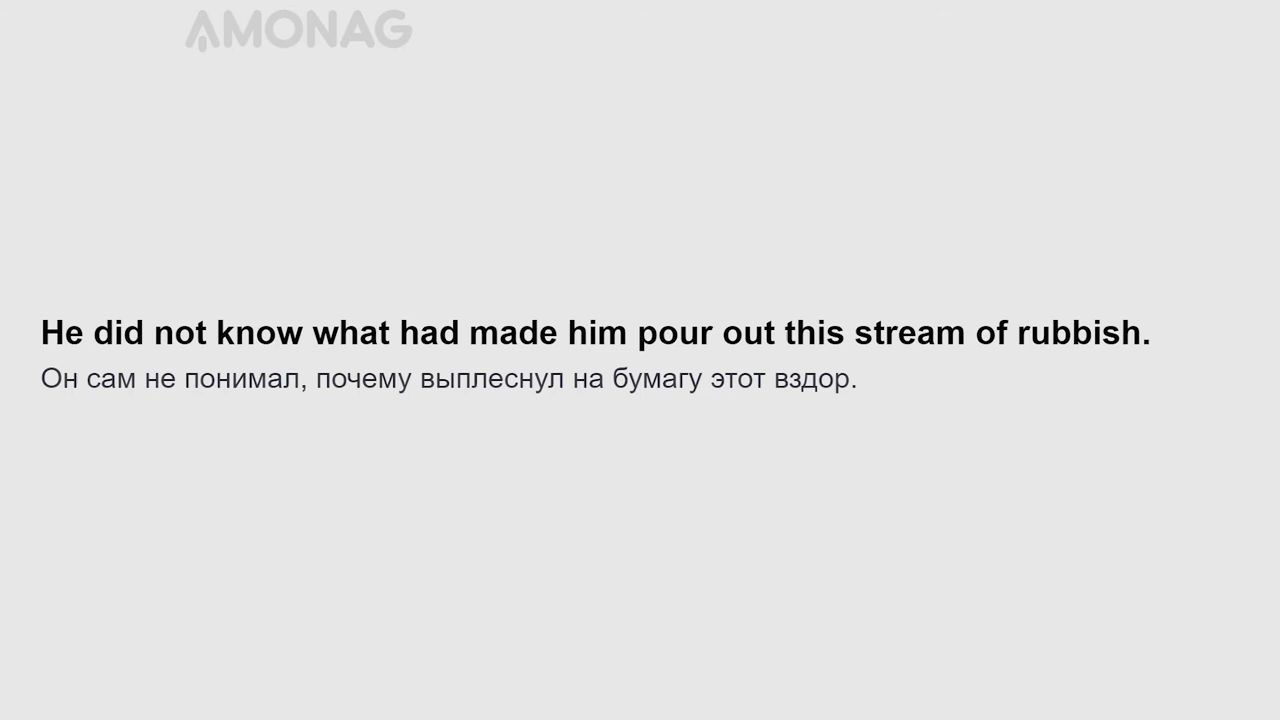 AMONAG
He did not know what had made him pour out this stream of rubbish.
Он сам не понимал, почему выплеснул на бумагу этот вздор.